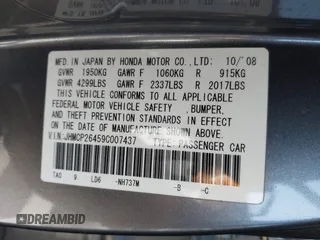 MFD. IN JAPAN BY HONDA MOTOR CO.,LTD. 10/'08
GVWR 1950KG GAWR F 1060KG R 915KG
GVWR 4299LBS GAWR F 2337LBS R 2017LBS
THIS VEHICLE CONFORMS TO ALL APPLICABLE
FEDERAL MOTOR VEHICLE SAFETY ,BUMPER,
AND THEFT PREVENTION STANDARDS IN
EFFECT ON THE DATE OF MANUFACTURE
SHOWN ABOVE.
V.I.N:JHMCP26459C007437 TYPE:PASSENGER CAR
TA0 9 LD6 -NH737M -B -C
DREAMBID